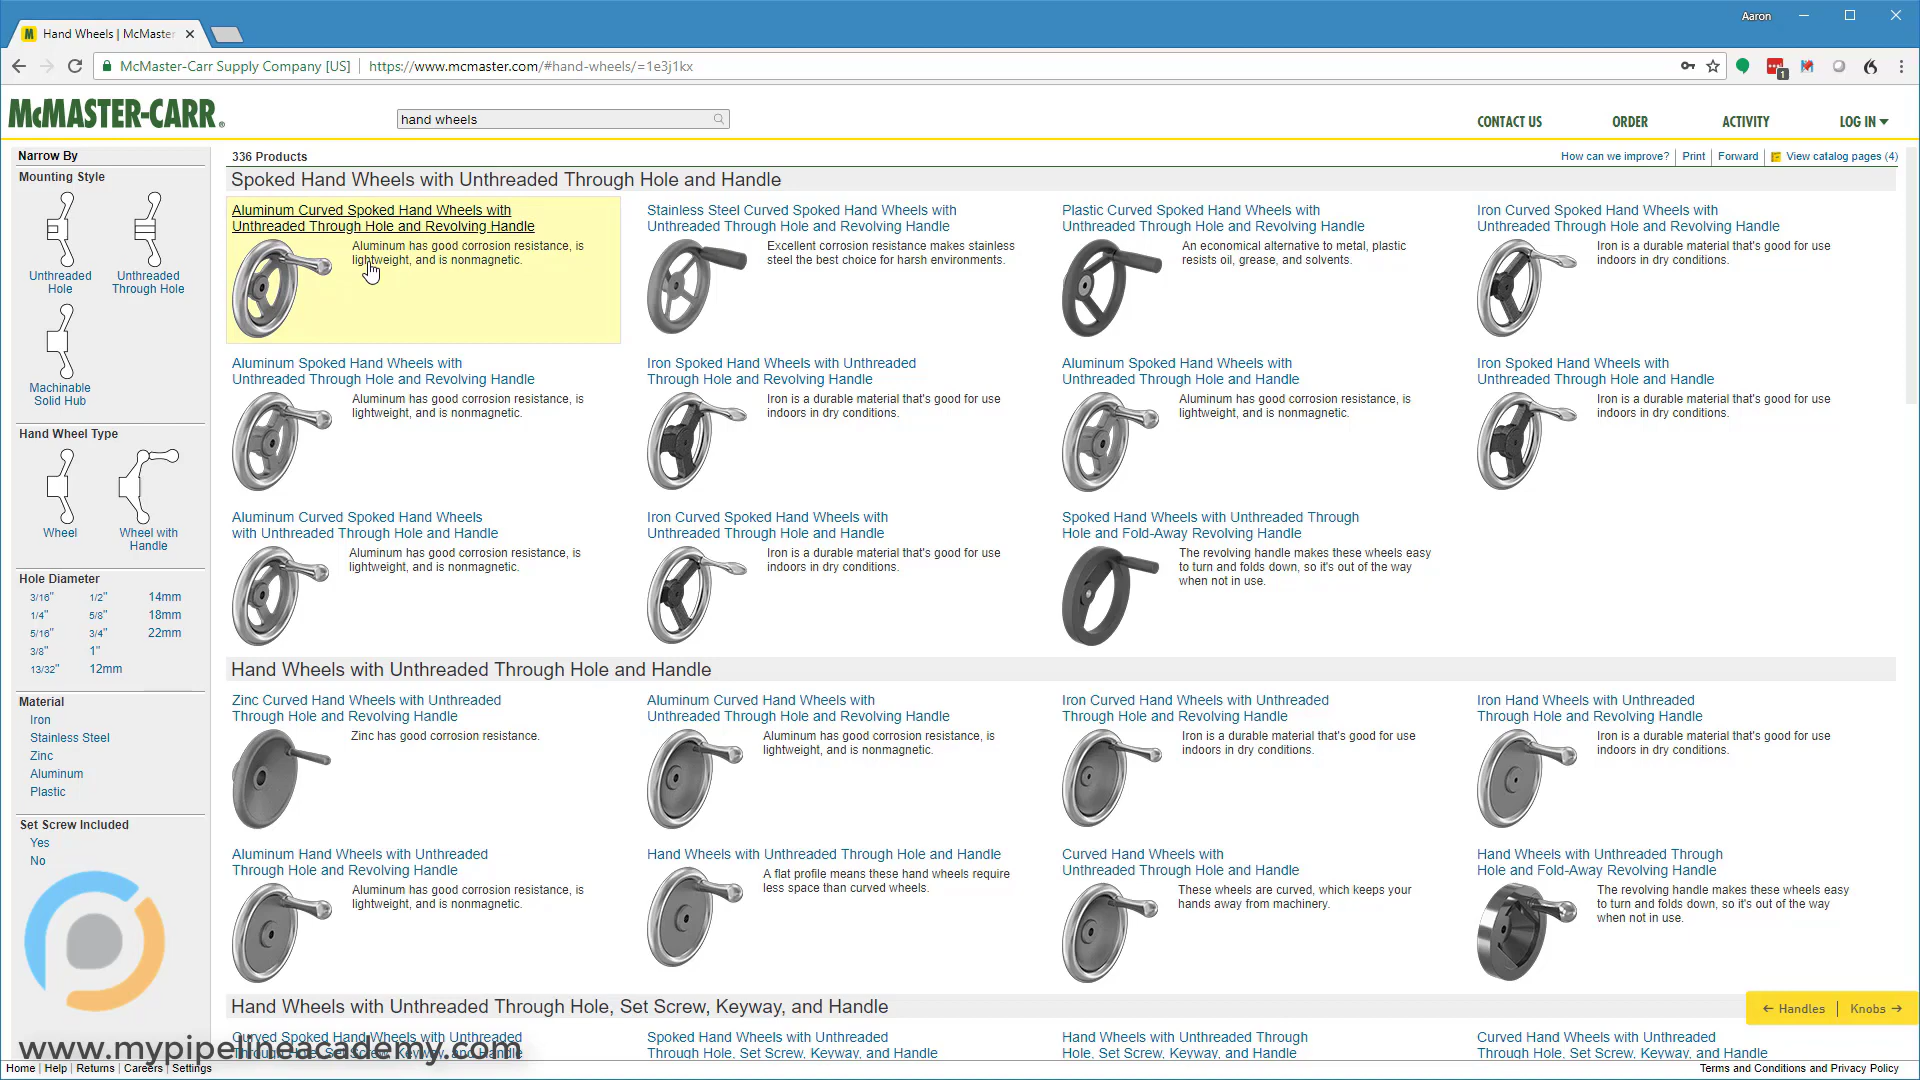 Aaron
Hand Wheels | McMaster
McMaster-Carr Supply Company [US]
https://www.mcmaster.com/#hand-wheels/=1e3j1kx
1
McMASTER-CARR®
hand wheels
CONTACT US
ORDER
ACTIVITY
LOG IN
Narrow By
Mounting Style
Unthreaded
Hole
Unthreaded
Through Hole
Machinable
Solid Hub
Hand Wheel Type
Wheel
Wheel with
Handle
Hole Diameter
3/16" 1/2" 14mm
1/4" 5/8" 18mm
5/16" 3/4" 22mm
3/8" 1"
13/32" 12mm
Material
Iron
Stainless Steel
Zinc
Aluminum
Plastic
Set Screw Included
Yes
No
336 Products
How can we improve?
Print
Forward
View catalog pages (4)
Spoked Hand Wheels with Unthreaded Through Hole and Handle
Aluminum Curved Spoked Hand Wheels with
Unthreaded Through Hole and Revolving Handle
Aluminum has good corrosion resistance, is
lightweight, and is nonmagnetic.
Stainless Steel Curved Spoked Hand Wheels with
Unthreaded Through Hole and Revolving Handle
Excellent corrosion resistance makes stainless
steel the best choice for harsh environments.
Plastic Curved Spoked Hand Wheels with
Unthreaded Through Hole and Revolving Handle
An economical alternative to metal, plastic
resists oil, grease, and solvents.
Iron Curved Spoked Hand Wheels with
Unthreaded Through Hole and Revolving Handle
Iron is a durable material that's good for use
indoors in dry conditions.
Aluminum Spoked Hand Wheels with
Unthreaded Through Hole and Revolving Handle
Aluminum has good corrosion resistance, is
lightweight, and is nonmagnetic.
Iron Spoked Hand Wheels with Unthreaded
Through Hole and Revolving Handle
Iron is a durable material that's good for use
indoors in dry conditions.
Aluminum Spoked Hand Wheels with
Unthreaded Through Hole and Handle
Aluminum has good corrosion resistance, is
lightweight, and is nonmagnetic.
Iron Spoked Hand Wheels with
Unthreaded Through Hole and Handle
Iron is a durable material that's good for use
indoors in dry conditions.
Aluminum Curved Spoked Hand Wheels
with Unthreaded Through Hole and Handle
Aluminum has good corrosion resistance, is
lightweight, and is nonmagnetic.
Iron Curved Spoked Hand Wheels with
Unthreaded Through Hole and Handle
Iron is a durable material that's good for use
indoors in dry conditions.
Spoked Hand Wheels with Unthreaded Through
Hole and Fold-Away Revolving Handle
The revolving handle makes these wheels easy
to turn and folds down, so it's out of the way
when not in use.
Hand Wheels with Unthreaded Through Hole and Handle
Zinc Curved Hand Wheels with Unthreaded
Through Hole and Revolving Handle
Zinc has good corrosion resistance.
Aluminum Curved Hand Wheels with
Unthreaded Through Hole and Revolving Handle
Aluminum has good corrosion resistance, is
lightweight, and is nonmagnetic.
Iron Curved Hand Wheels with Unthreaded
Through Hole and Revolving Handle
Iron is a durable material that's good for use
indoors in dry conditions.
Iron Hand Wheels with Unthreaded
Through Hole and Revolving Handle
Iron is a durable material that's good for use
indoors in dry conditions.
Aluminum Hand Wheels with Unthreaded
Through Hole and Revolving Handle
Aluminum has good corrosion resistance, is
lightweight, and is nonmagnetic.
Hand Wheels with Unthreaded Through Hole and Handle
A flat profile means these hand wheels require
less space than curved wheels.
Curved Hand Wheels with
Unthreaded Through Hole and Handle
These wheels are curved, which keeps your
hands away from machinery.
Hand Wheels with Unthreaded Through
Hole and Fold-Away Revolving Handle
The revolving handle makes these wheels easy
to turn and folds down, so it's out of the way
when not in use.
Hand Wheels with Unthreaded Through Hole, Set Screw, Keyway, and Handle
← Handles
Knobs →
Curved Spoked Hand Wheels with Unthreaded
Through Hole, Set Screw, Keyway, and Handle
Spoked Hand Wheels with Unthreaded
Through Hole, Set Screw, Keyway, and Handle
Hand Wheels with Unthreaded Through
Hole, Set Screw, Keyway, and Handle
Curved Hand Wheels with Unthreaded
Through Hole, Set Screw, Keyway, and Handle
www.mypipelineacademy.com
Home | Help | Returns | Careers | Settings
Terms and Conditions and Privacy Policy